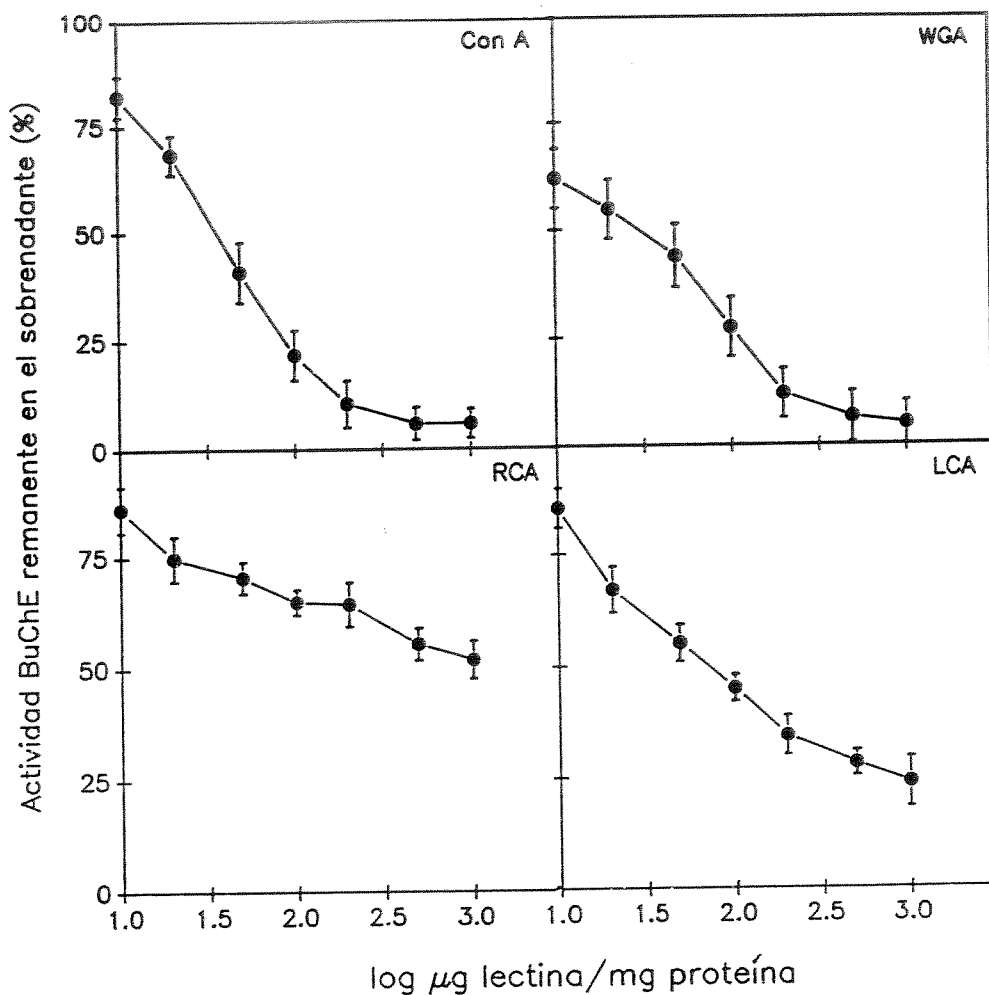 Actividad BuChE remanente en el sobrenadante (%)
100
75
50
25
0
Con A
WGA
75
50
25
0
RCA
LCA
1.0 1.5 2.0 2.5 3.0
1.0 1.5 2.0 2.5 3.0
log μg lectina/mg proteína